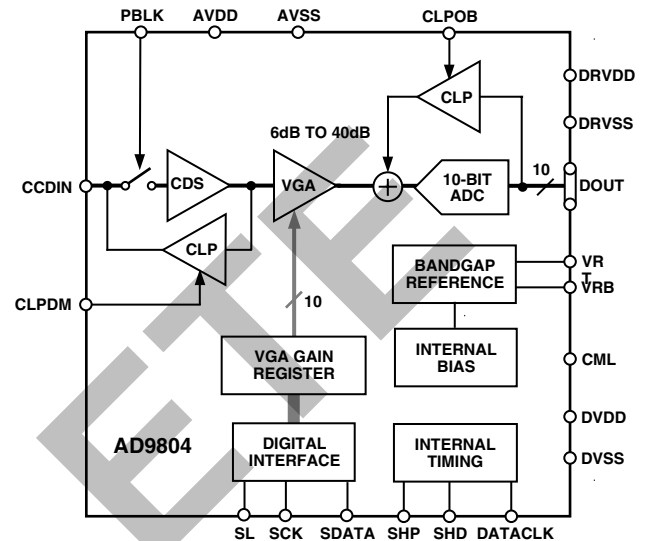 PBLK AVDD AVSS CLPOB
DRVDD
CLP
DRVSS
6dB TO 40dB
CCDIN CDS VGA + 10-BIT ADC 10 DOUT
CLP
BANDGAP
REFERENCE
VR
T
VRB
CLPDM
10
VGA GAIN
REGISTER
INTERNAL
BIAS
CML
DVDD
AD9804
DIGITAL
INTERFACE
INTERNAL
TIMING
DVSS
SL SCK SDATA SHP SHD DATACLK
ETE